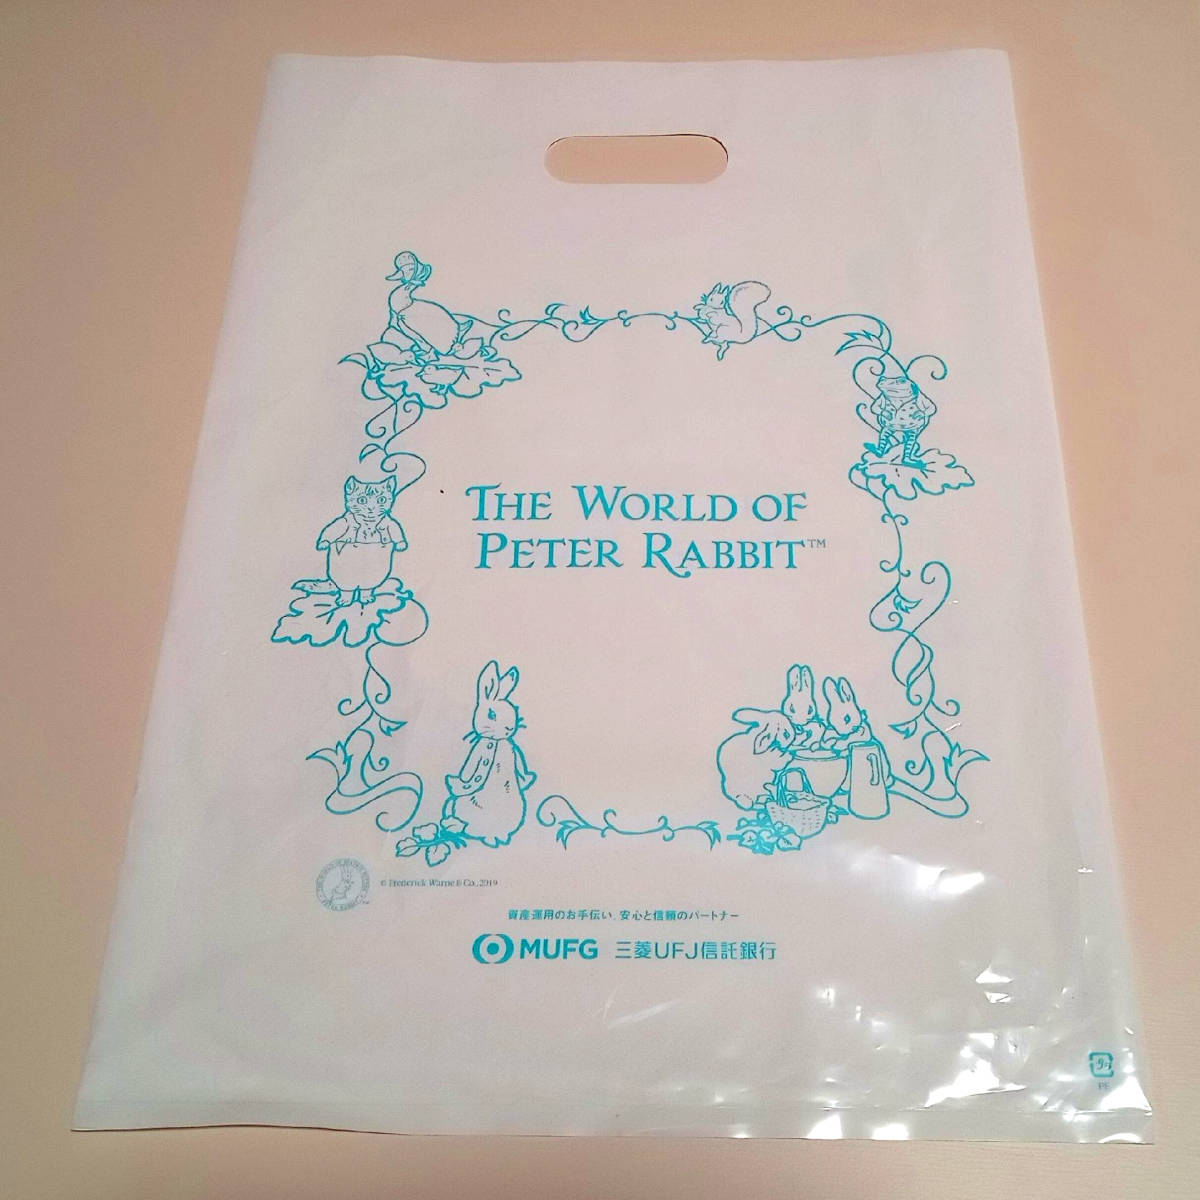 THE WORLD OF
PETER RABBIT™
© Frederick Warne & Co., 2019
資産運用のお手伝い. 安心と信頼のパートナー
MUFG 三菱UFJ信託銀行
プラ
PE